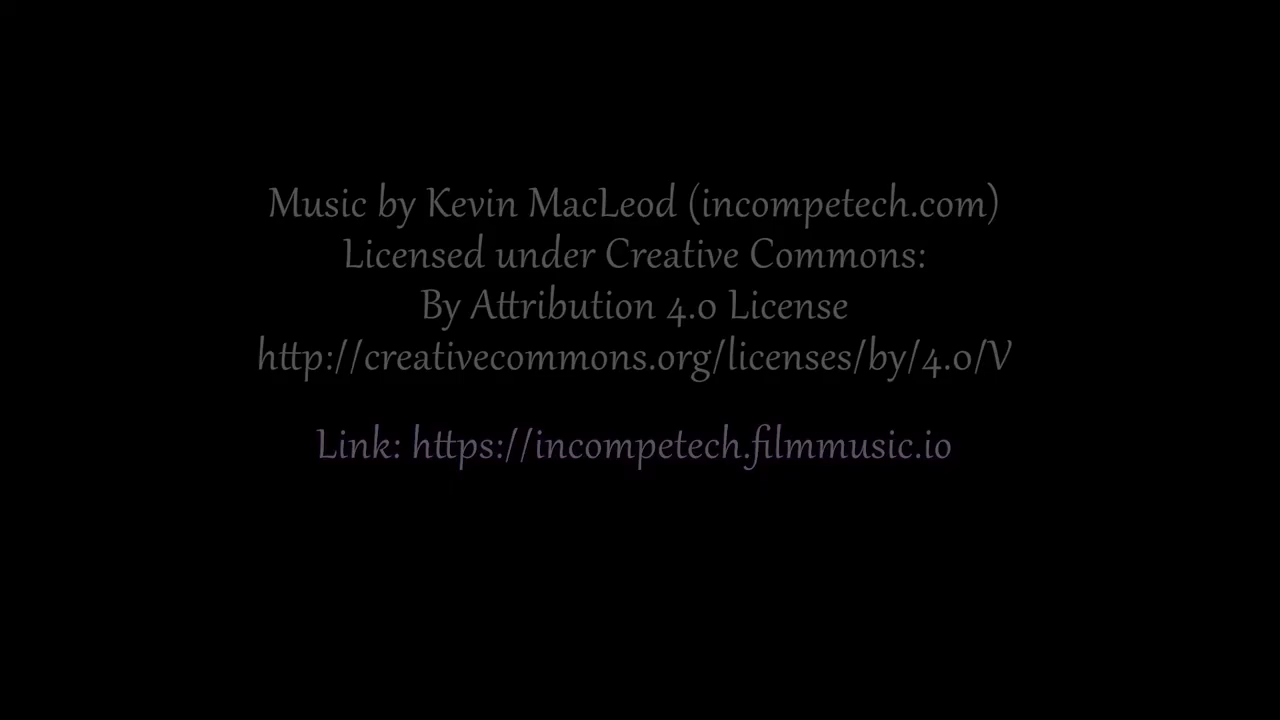 Music by Kevin MacLeod (incompetech.com)
Licensed under Creative Commons:
By Attribution 4.0 License
http://creativecommons.org/licenses/by/4.0/V
Link: https://incompetech.filmmusic.io